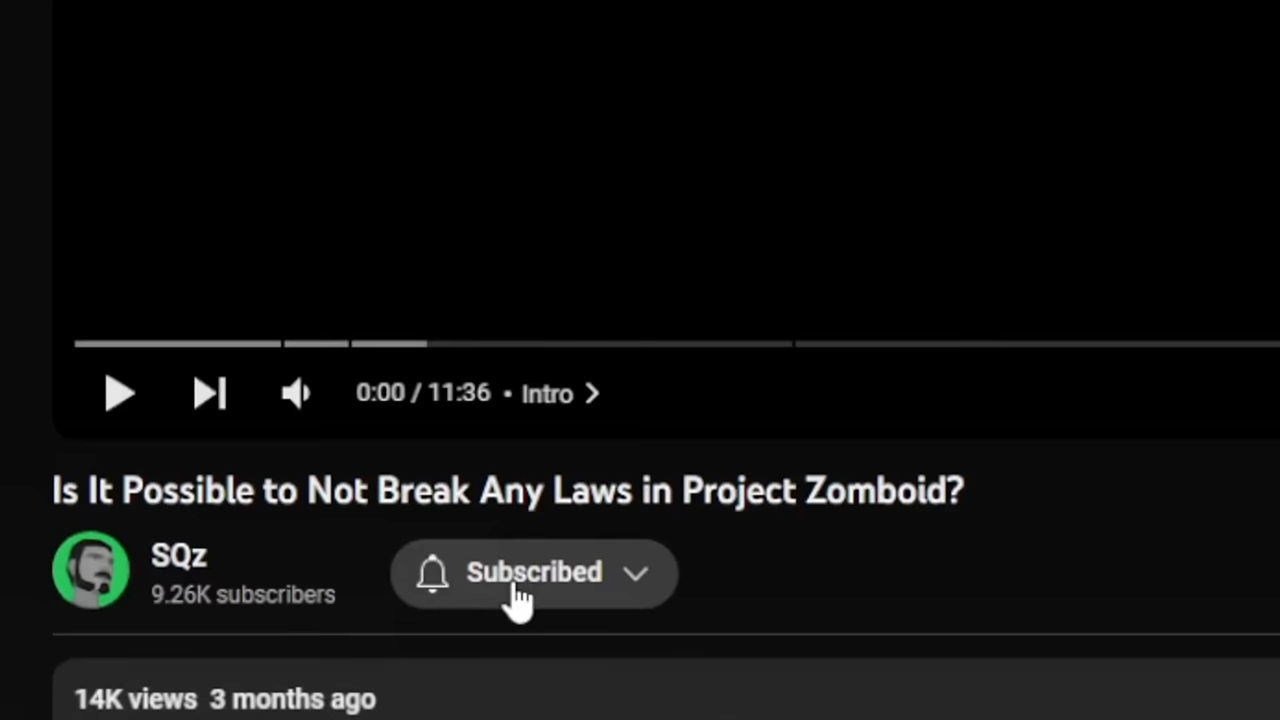 0:00 / 11:36 • Intro
Is It Possible to Not Break Any Laws in Project Zomboid?
SQz
9.26K subscribers
Subscribed
14K views 3 months ago